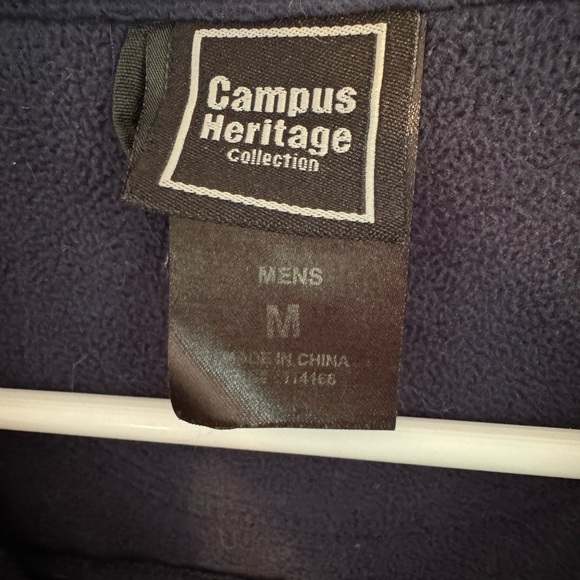 Campus
Heritage
Collection
MENS
M
MADE IN CHINA